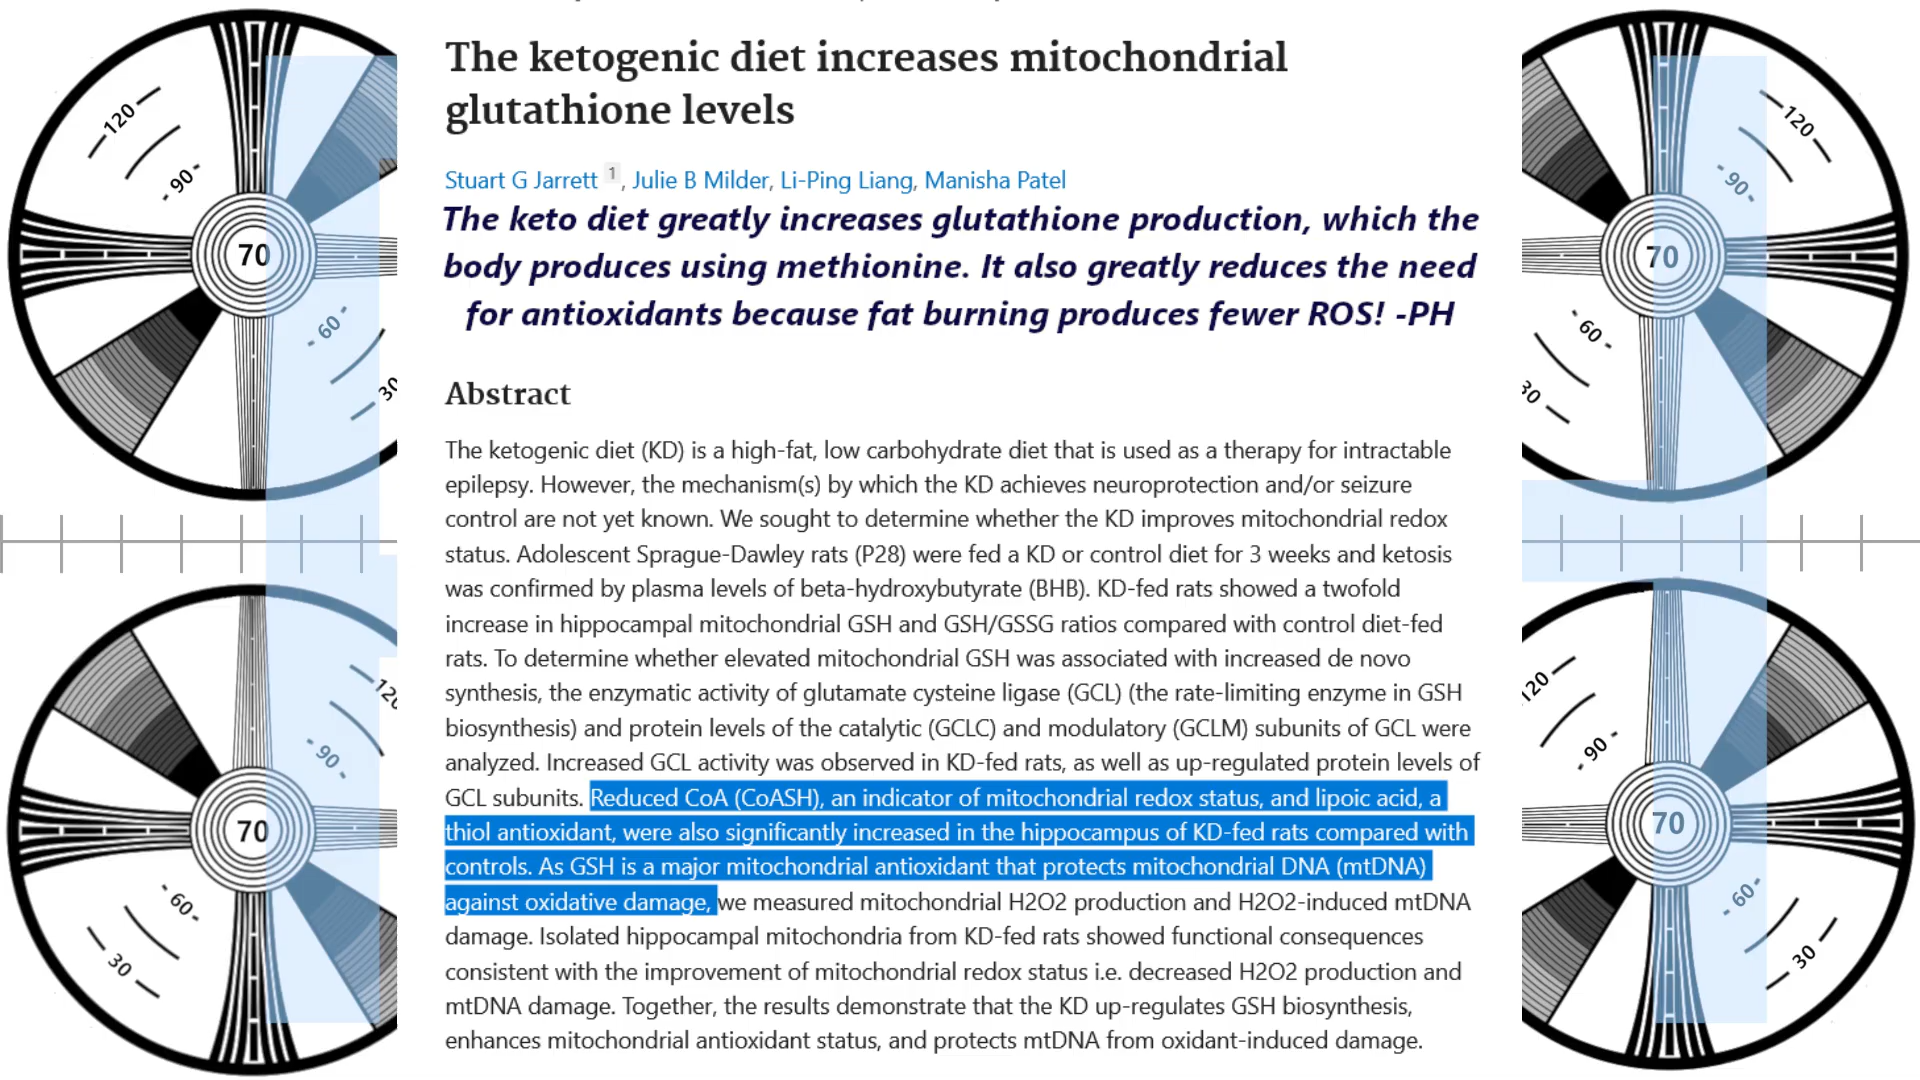 The ketogenic diet increases mitochondrial
glutathione levels
Stuart G Jarrett 1, Julie B Milder, Li-Ping Liang, Manisha Patel
The keto diet greatly increases glutathione production, which the
body produces using methionine. It also greatly reduces the need
for antioxidants because fat burning produces fewer ROS! -PH
Abstract
The ketogenic diet (KD) is a high-fat, low carbohydrate diet that is used as a therapy for intractable
epilepsy. However, the mechanism(s) by which the KD achieves neuroprotection and/or seizure
control are not yet known. We sought to determine whether the KD improves mitochondrial redox
status. Adolescent Sprague-Dawley rats (P28) were fed a KD or control diet for 3 weeks and ketosis
was confirmed by plasma levels of beta-hydroxybutyrate (BHB). KD-fed rats showed a twofold
increase in hippocampal mitochondrial GSH and GSH/GSSG ratios compared with control diet-fed
rats. To determine whether elevated mitochondrial GSH was associated with increased de novo
synthesis, the enzymatic activity of glutamate cysteine ligase (GCL) (the rate-limiting enzyme in GSH
biosynthesis) and protein levels of the catalytic (GCLC) and modulatory (GCLM) subunits of GCL were
analyzed. Increased GCL activity was observed in KD-fed rats, as well as up-regulated protein levels of
GCL subunits. Reduced CoA (CoASH), an indicator of mitochondrial redox status, and lipoic acid, a
thiol antioxidant, were also significantly increased in the hippocampus of KD-fed rats compared with
controls. As GSH is a major mitochondrial antioxidant that protects mitochondrial DNA (mtDNA)
against oxidative damage, we measured mitochondrial H2O2 production and H2O2-induced mtDNA
damage. Isolated hippocampal mitochondria from KD-fed rats showed functional consequences
consistent with the improvement of mitochondrial redox status i.e. decreased H2O2 production and
mtDNA damage. Together, the results demonstrate that the KD up-regulates GSH biosynthesis,
enhances mitochondrial antioxidant status, and protects mtDNA from oxidant-induced damage.
120
- 90 -
70
- 60 -
30
120
- 90 -
70
- 60 -
30
120
- 90 -
70
- 60 -
30
120
- 90 -
70
- 60 -
30